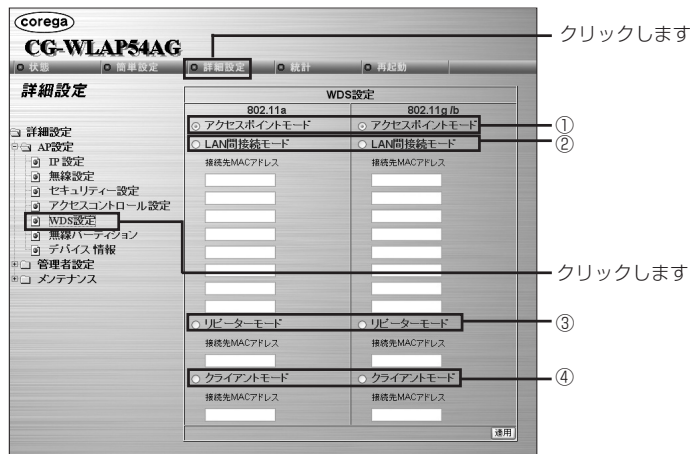 corega
CG-WLAP54AG
クリックします
状態 簡単設定 詳細設定 統計 再起動
詳細設定
WDS設定
802.11a 802.11g/b
アクセスポイントモード アクセスポイントモード ①
LAN間接続モード LAN間接続モード ②
接続先MACアドレス 接続先MACアドレス
詳細設定
AP設定
IP 設定
無線設定
セキュリティー設定
アクセスコントロール設定
WDS設定
無線パーティション
デバイス情報
管理者設定
メンテナンス
クリックします
リピーターモード リピーターモード ③
接続先MACアドレス 接続先MACアドレス
クライアントモード クライアントモード ④
接続先MACアドレス 接続先MACアドレス
適用